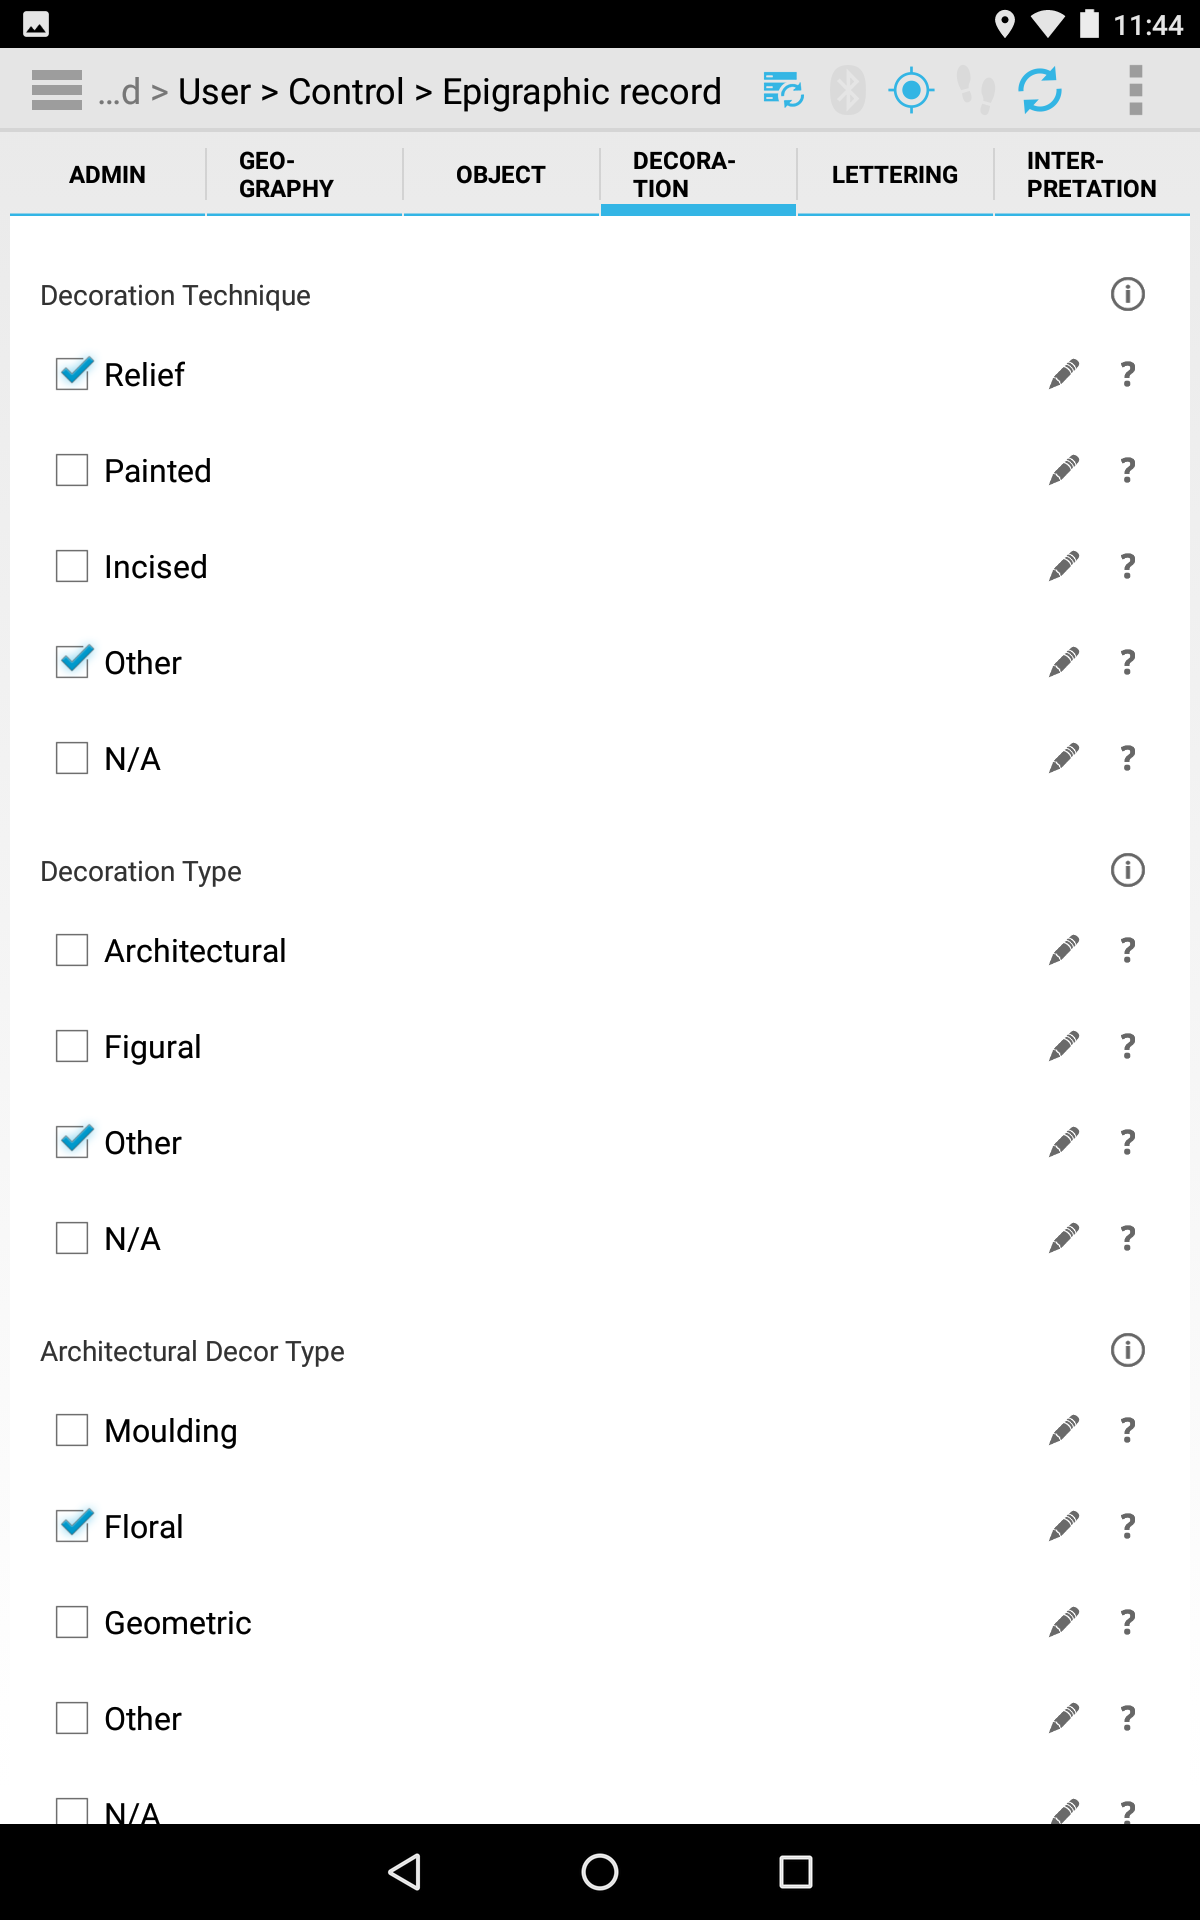 11:44
...d > User > Control > Epigraphic record
ADMIN
GEO-
GRAPHY
OBJECT
DECORA-
TION
LETTERING
INTER-
PRETATION
Decoration Technique
Relief ?
Painted ?
Incised ?
Other ?
N/A ?
Decoration Type
Architectural ?
Figural ?
Other ?
N/A ?
Architectural Decor Type
Moulding ?
Floral ?
Geometric ?
Other ?
N/A ?